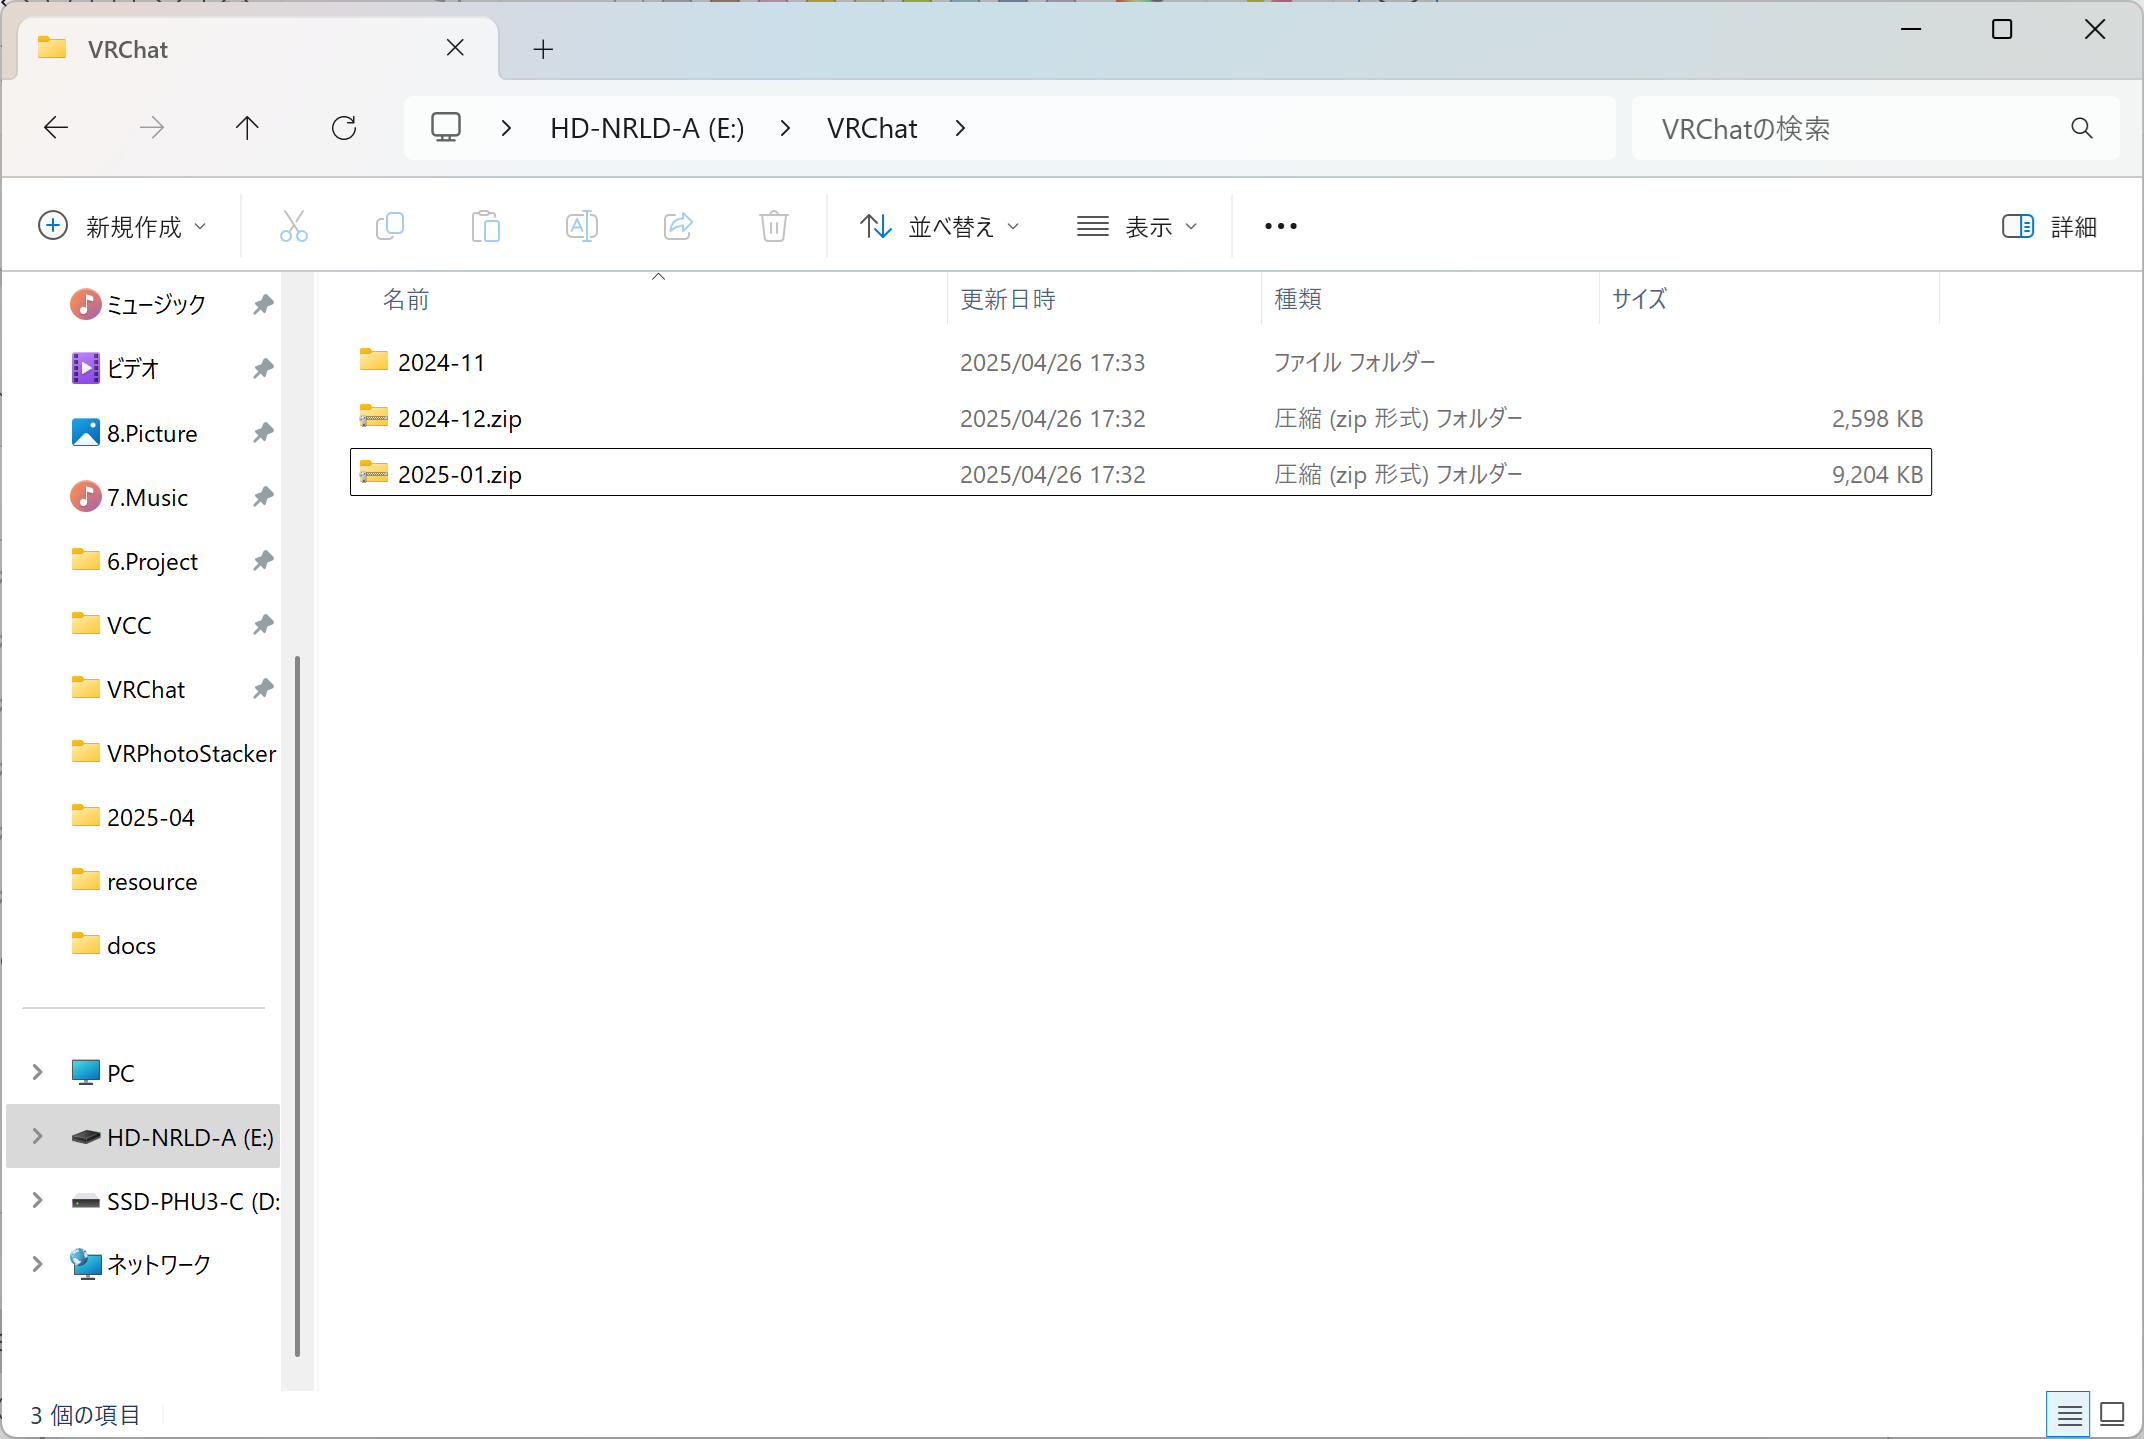 VRChat
HD-NRLD-A (E:)
VRChat
VRChatの検索
新規作成
並べ替え
表示
詳細
名前
更新日時
種類
サイズ
2024-11
2025/04/26 17:33
ファイル フォルダー
2024-12.zip
2025/04/26 17:32
圧縮 (zip 形式) フォルダー
2,598 KB
2025-01.zip
2025/04/26 17:32
圧縮 (zip 形式) フォルダー
9,204 KB
ミュージック
ビデオ
8.Picture
7.Music
6.Project
VCC
VRChat
VRPhotoStacker
2025-04
resource
docs
PC
HD-NRLD-A (E:)
SSD-PHU3-C (D:
ネットワーク
3 個の項目